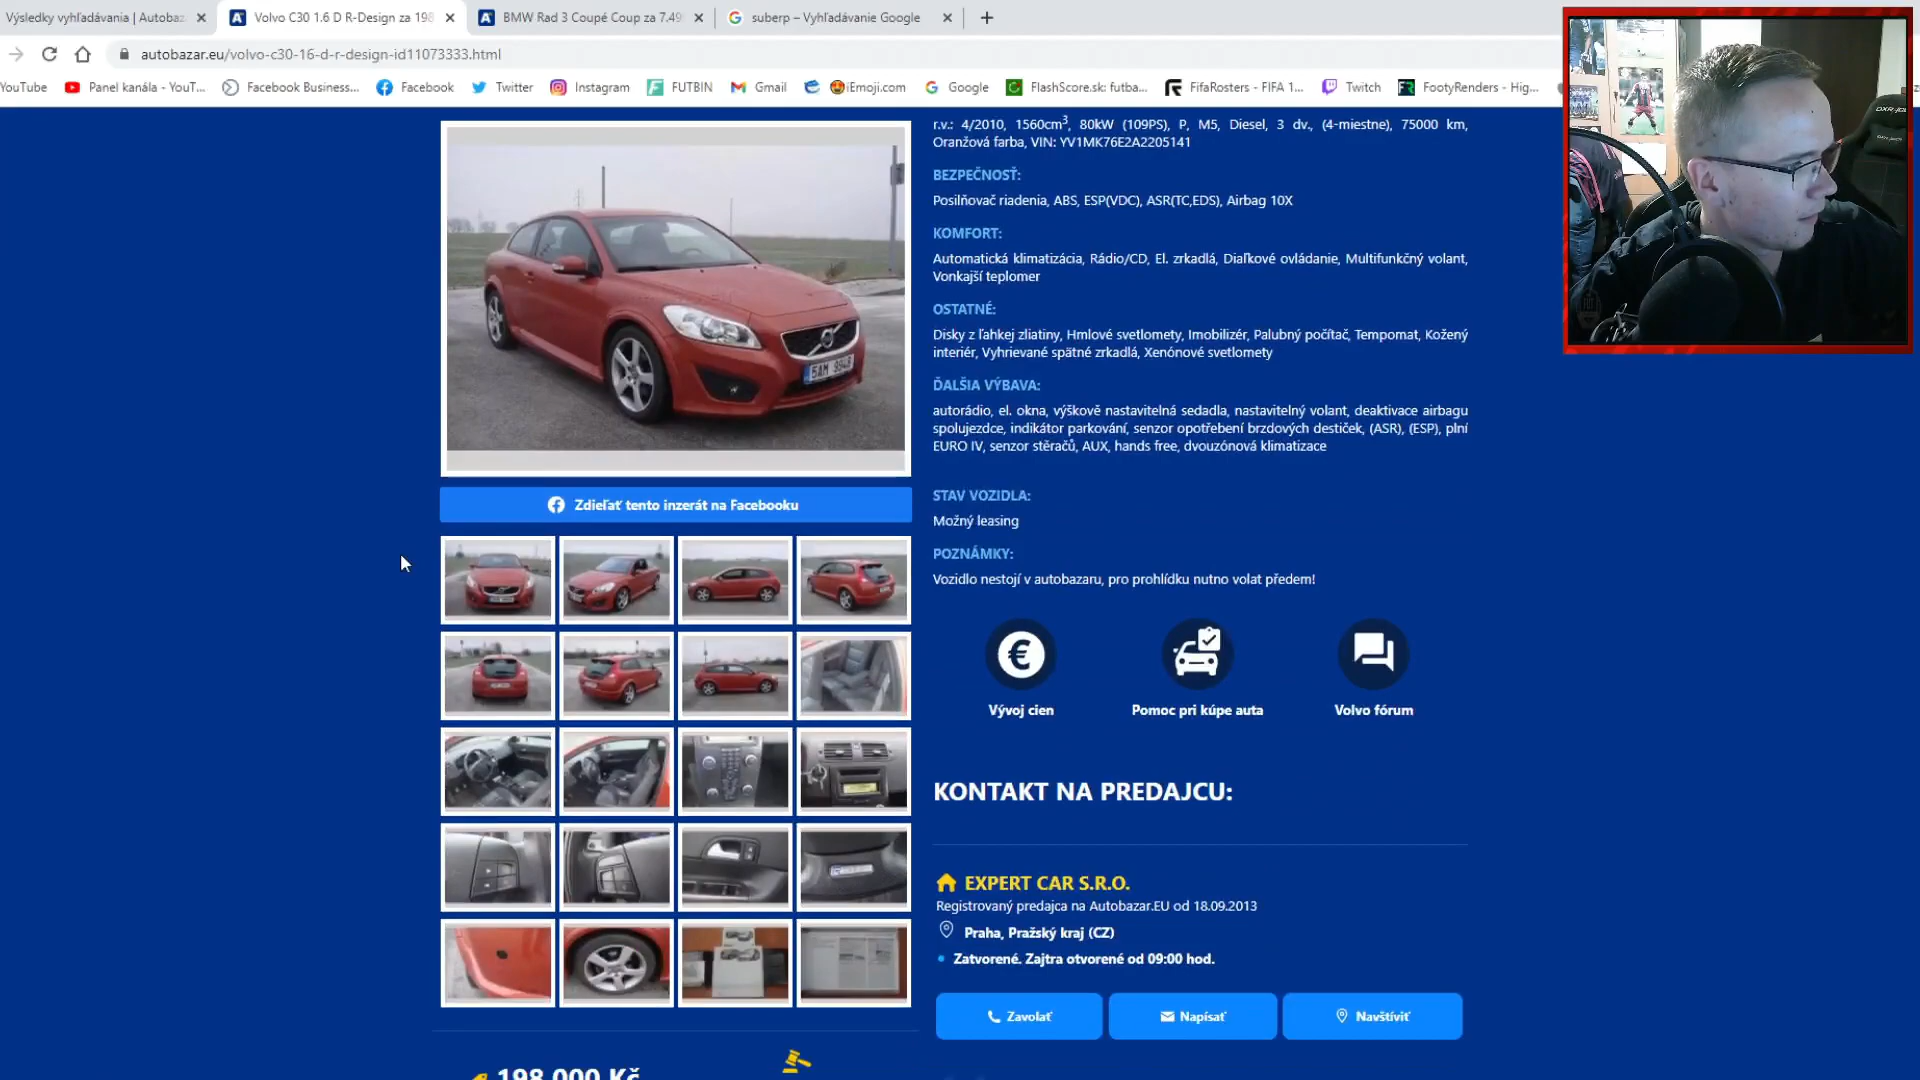 Výsledky vyhľadávania | Autobaz
Volvo C30 1.6 D R-Design za 198
BMW Rad 3 Coupé Coup za 7.49
suberp – Vyhľadávanie Google
autobazar.eu/volvo-c30-16-d-r-design-id11073333.html
YouTube
Panel kanála - YouT...
Facebook Business...
Facebook
Twitter
Instagram
FUTBIN
Gmail
iEmoji.com
Google
FlashScore.sk: futba...
FifaRosters - FIFA 1...
Twitch
FootyRenders - Hig...
r.v.: 4/2010, 1560cm³, 80kW (109PS), P, M5, Diesel, 3 dv., (4-miestne), 75000 km,
Oranžová farba, VIN: YV1MK76E2A2205141
BEZPEČNOSŤ:
Posilňovač riadenia, ABS, ESP(VDC), ASR(TC,EDS), Airbag 10X
KOMFORT:
Automatická klimatizácia, Rádio/CD, El. zrkadlá, Diaľkové ovládanie, Multifunkčný volant,
Vonkajší teplomer
OSTATNÉ:
Disky z ľahkej zliatiny, Hmlové svetlomety, Imobilizér, Palubný počítač, Tempomat, Kožený
interiér, Vyhrievané spätné zrkadlá, Xenónové svetlomety
ĎALŠIA VÝBAVA:
autorádio, el. okna, výškově nastavitelná sedadla, nastavitelný volant, deaktivace airbagu
spolujezdce, indikátor parkování, senzor opotřebení brzdových destiček, (ASR), (ESP), plní
EURO IV, senzor stěračů, AUX, hands free, dvouzónová klimatizace
STAV VOZIDLA:
Možný leasing
POZNÁMKY:
Vozidlo nestojí v autobazaru, pro prohlídku nutno volat předem!
Zdieľať tento inzerát na Facebooku
Vývoj cien
Pomoc pri kúpe auta
Volvo fórum
KONTAKT NA PREDAJCU:
EXPERT CAR S.R.O.
Registrovaný predajca na Autobazar.EU od 18.09.2013
Praha, Pražský kraj (CZ)
Zatvorené. Zajtra otvorené od 09:00 hod.
Zavolať
Napísať
Navštíviť
198 000 Kč